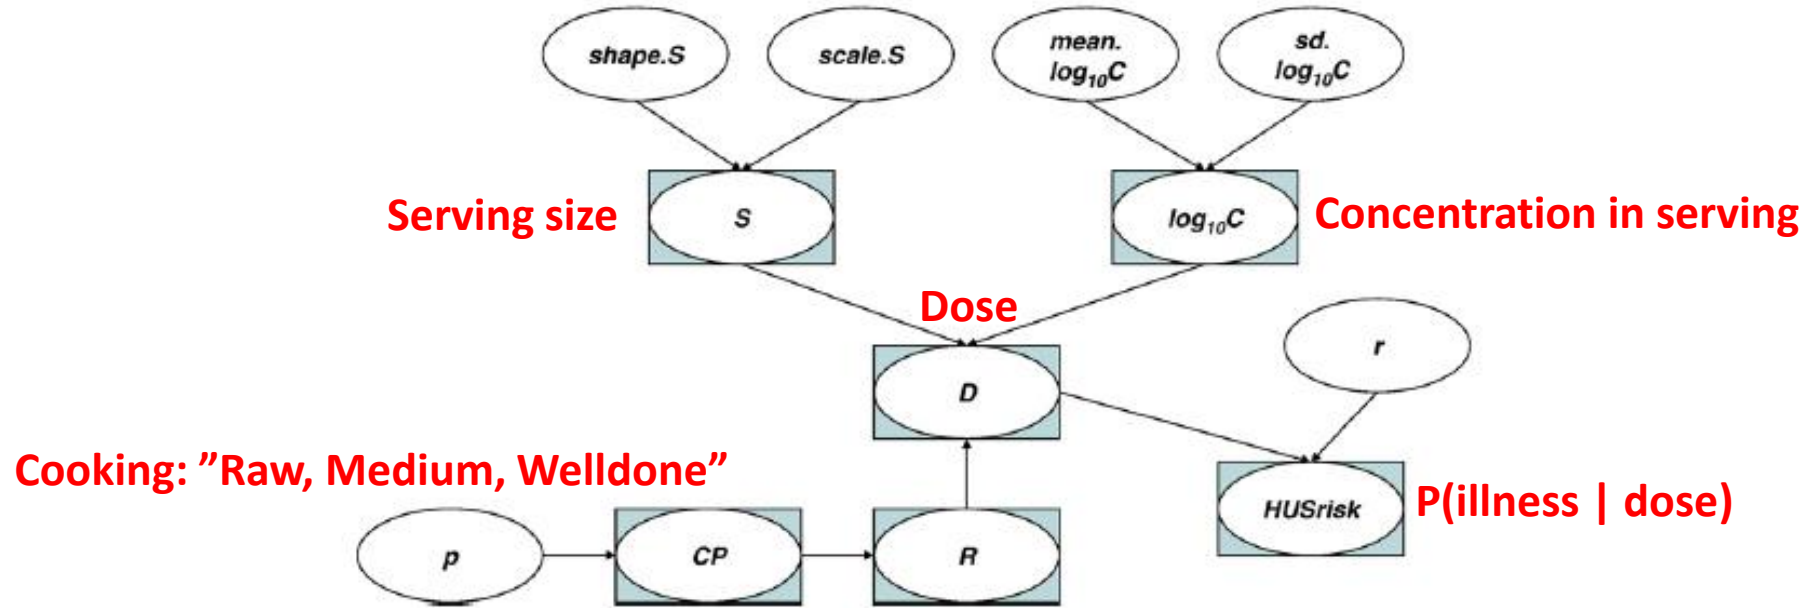 shape.S
scale.S
mean.
log₁₀C
sd.
log₁₀C
Serving size
S
log₁₀C
Concentration in serving
Dose
r
D
Cooking: ”Raw, Medium, Welldone”
HUSrisk
P(illness | dose)
p
CP
R